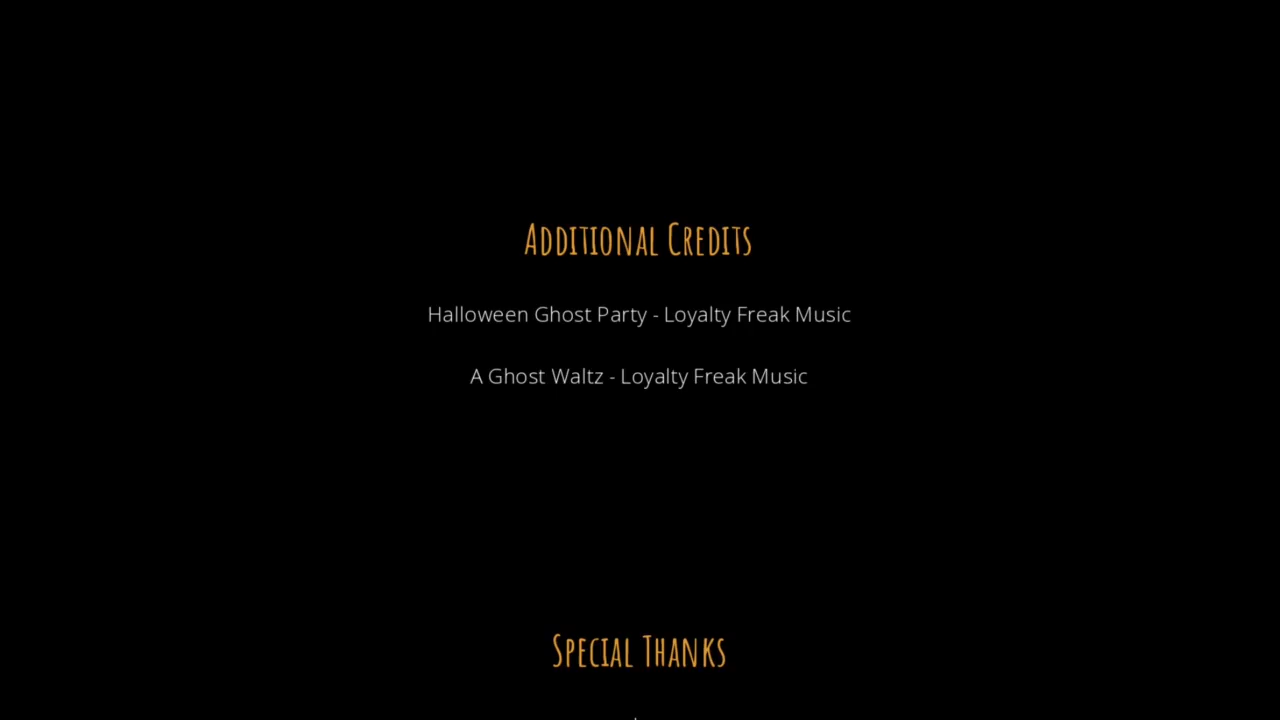 Additional Credits
Halloween Ghost Party - Loyalty Freak Music
A Ghost Waltz - Loyalty Freak Music
Special Thanks